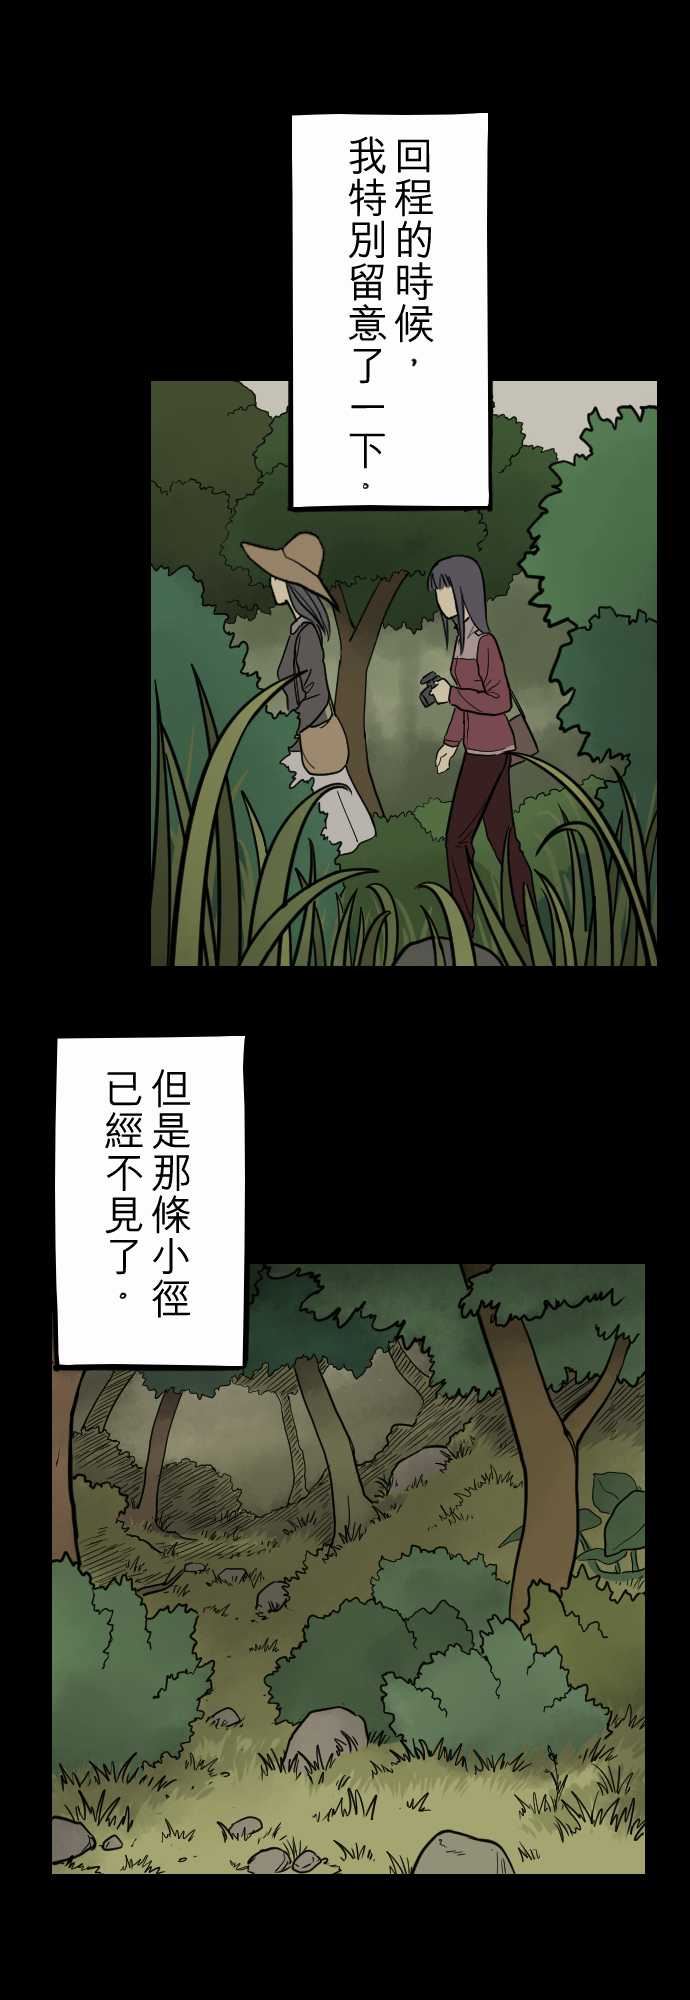 回程的時候，
我特別留意了一下。
但是那條小徑
已經不見了。